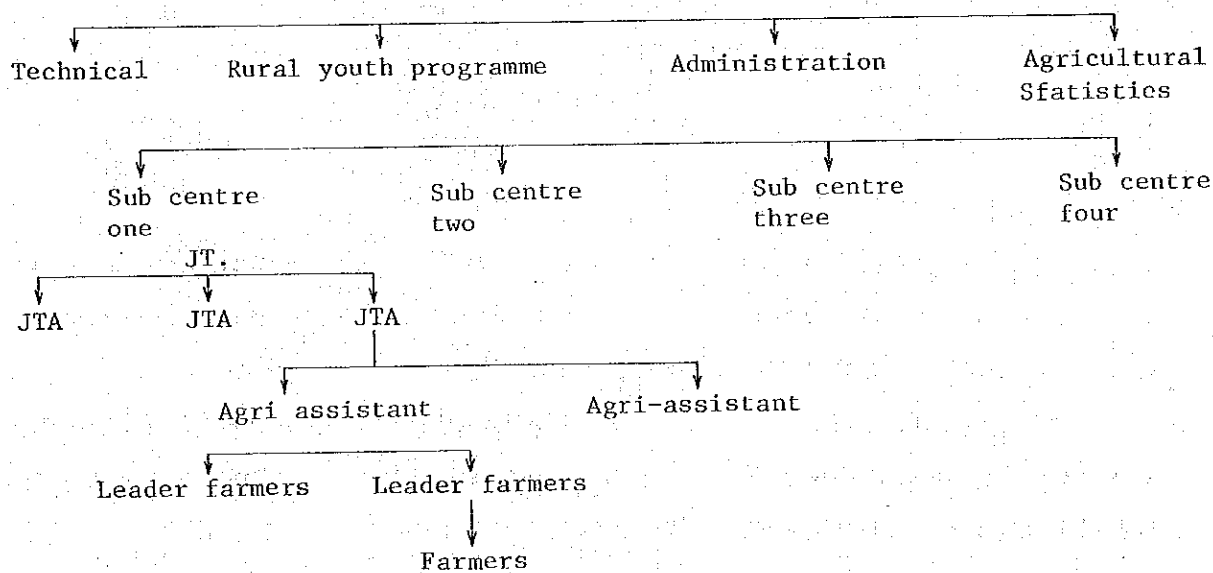 Technical Rural youth programme Administration Agricultural
Sfatistics
Sub centre Sub centre Sub centre Sub centre
one two three four
JT.
JTA JTA JTA
Agri assistant Agri-assistant
Leader farmers Leader farmers
Farmers